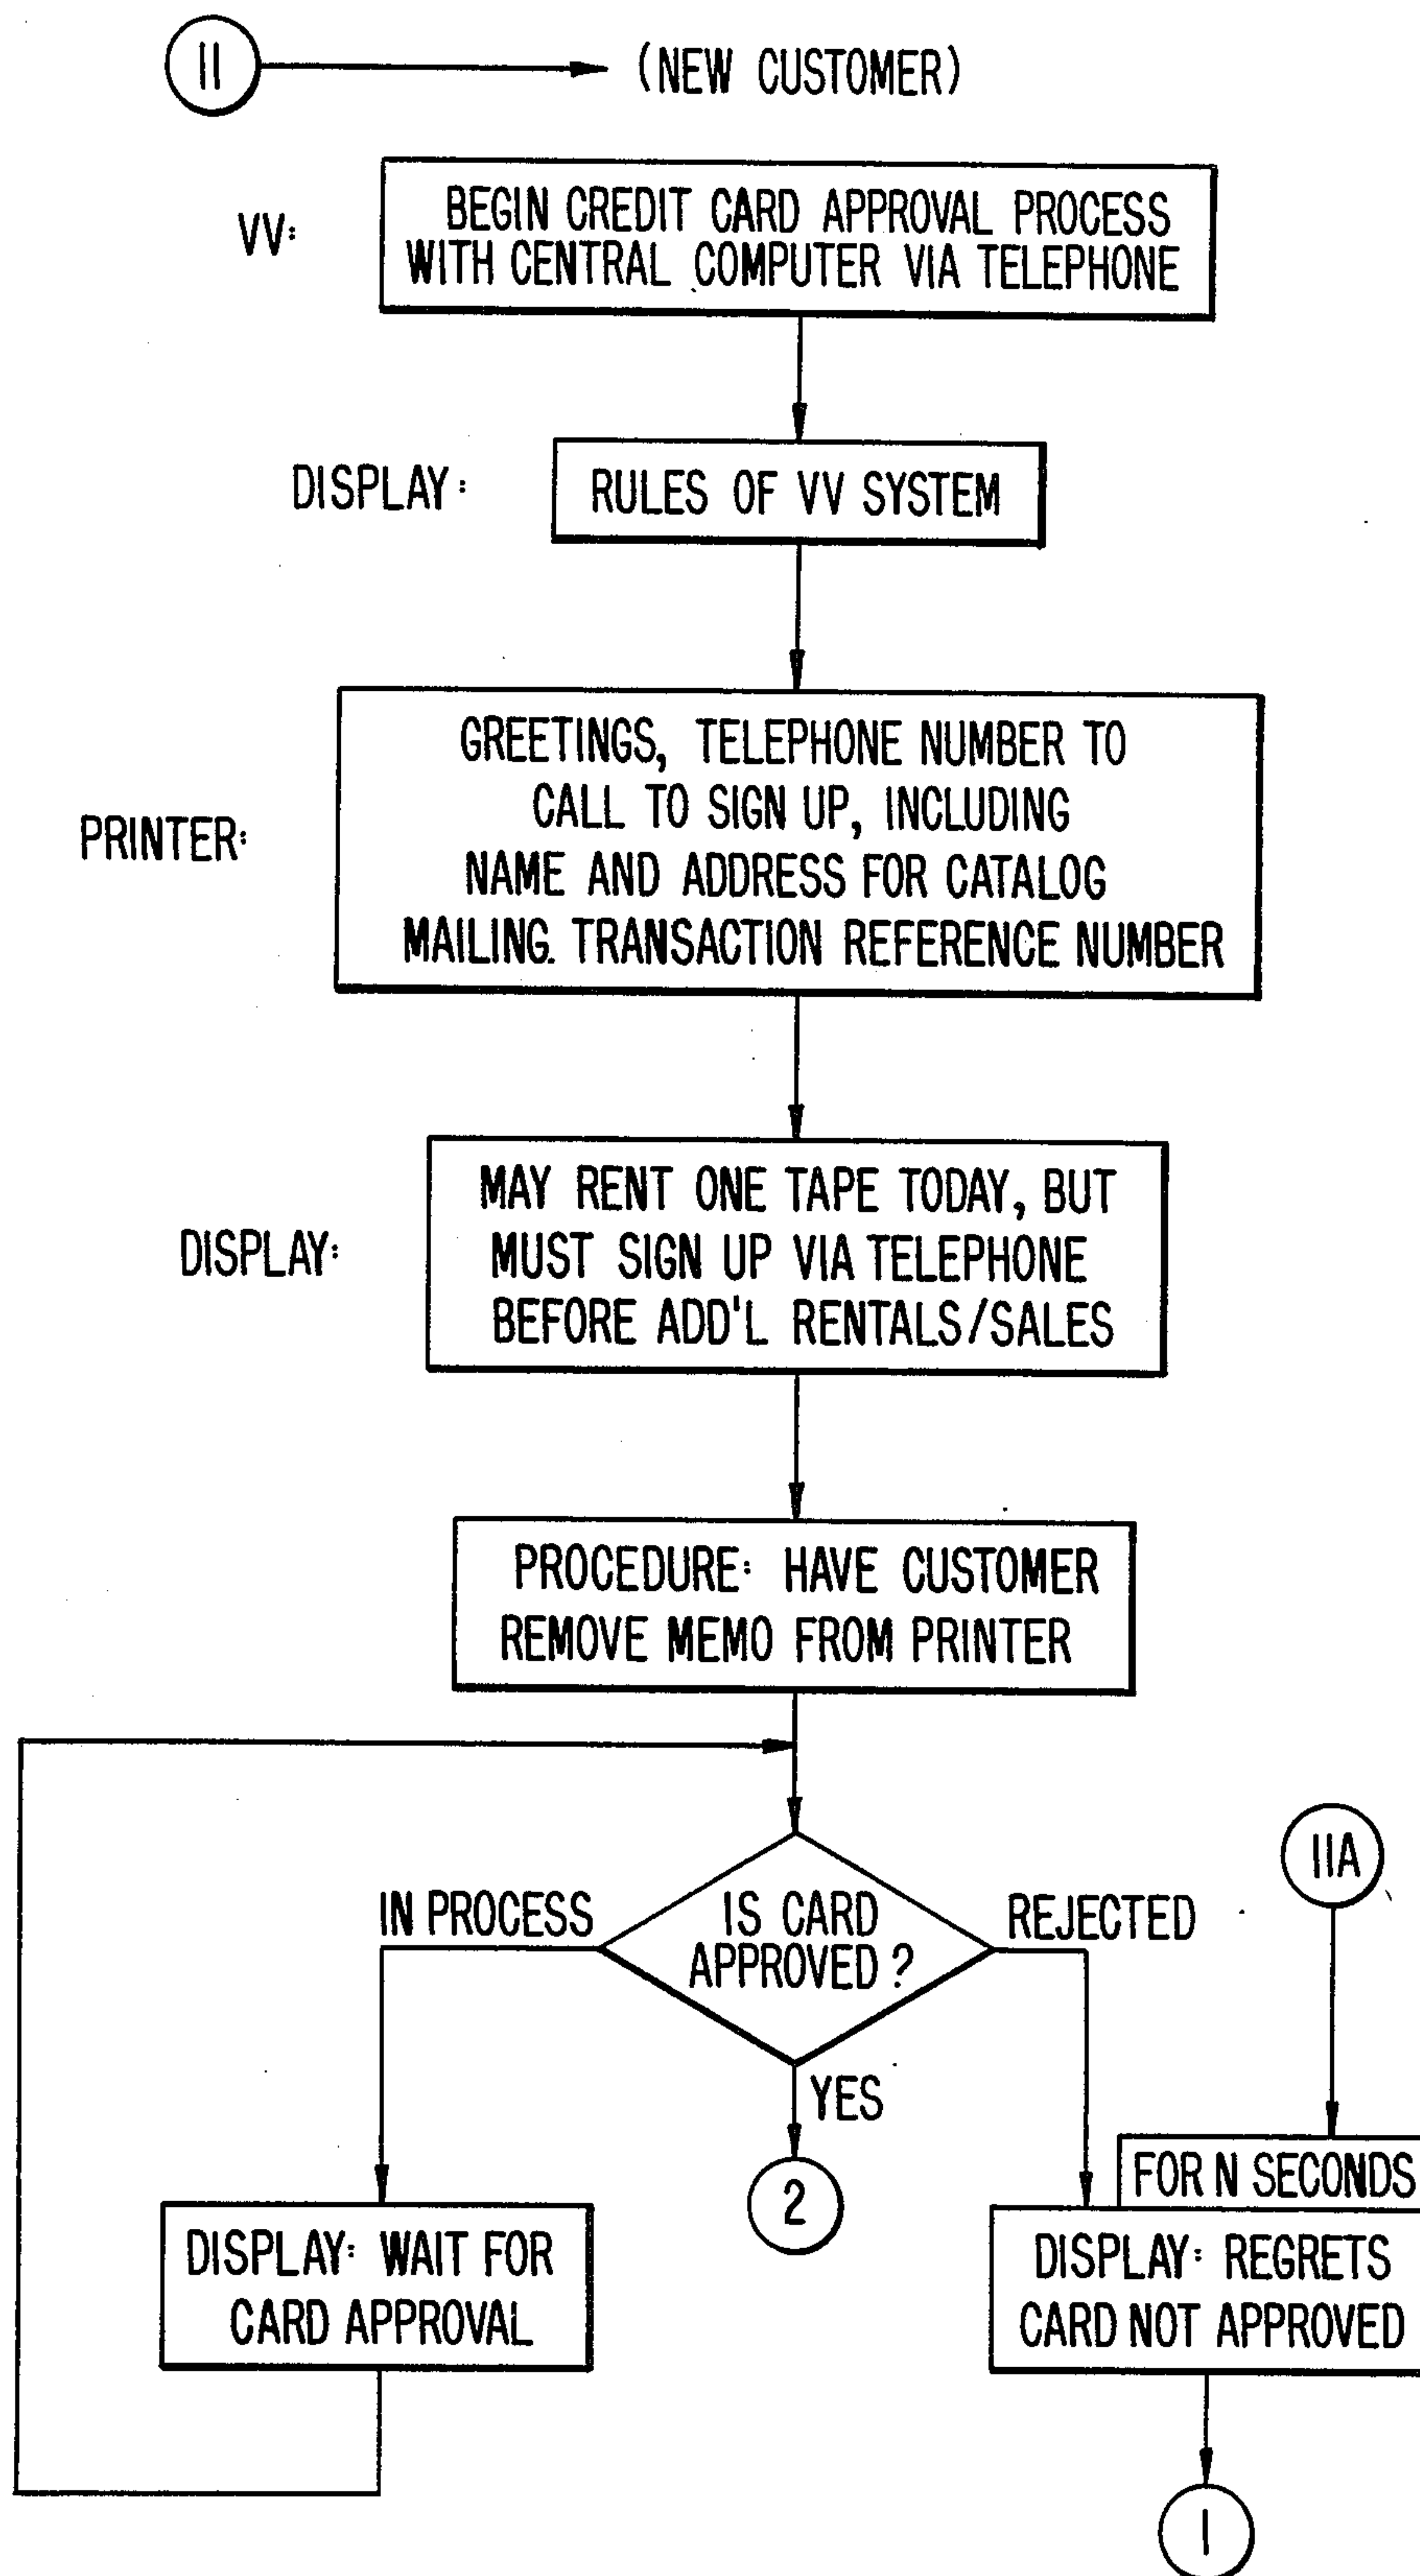 11
(NEW CUSTOMER)
VV:
BEGIN CREDIT CARD APPROVAL PROCESS
WITH CENTRAL COMPUTER VIA TELEPHONE
DISPLAY:
RULES OF VV SYSTEM
PRINTER:
GREETINGS, TELEPHONE NUMBER TO
CALL TO SIGN UP, INCLUDING
NAME AND ADDRESS FOR CATALOG
MAILING. TRANSACTION REFERENCE NUMBER
DISPLAY:
MAY RENT ONE TAPE TODAY, BUT
MUST SIGN UP VIA TELEPHONE
BEFORE ADD'L RENTALS/SALES
PROCEDURE: HAVE CUSTOMER
REMOVE MEMO FROM PRINTER
IN PROCESS
IS CARD
APPROVED?
REJECTED
11A
YES
2
FOR N SECONDS
DISPLAY: WAIT FOR
CARD APPROVAL
DISPLAY: REGRETS
CARD NOT APPROVED
1